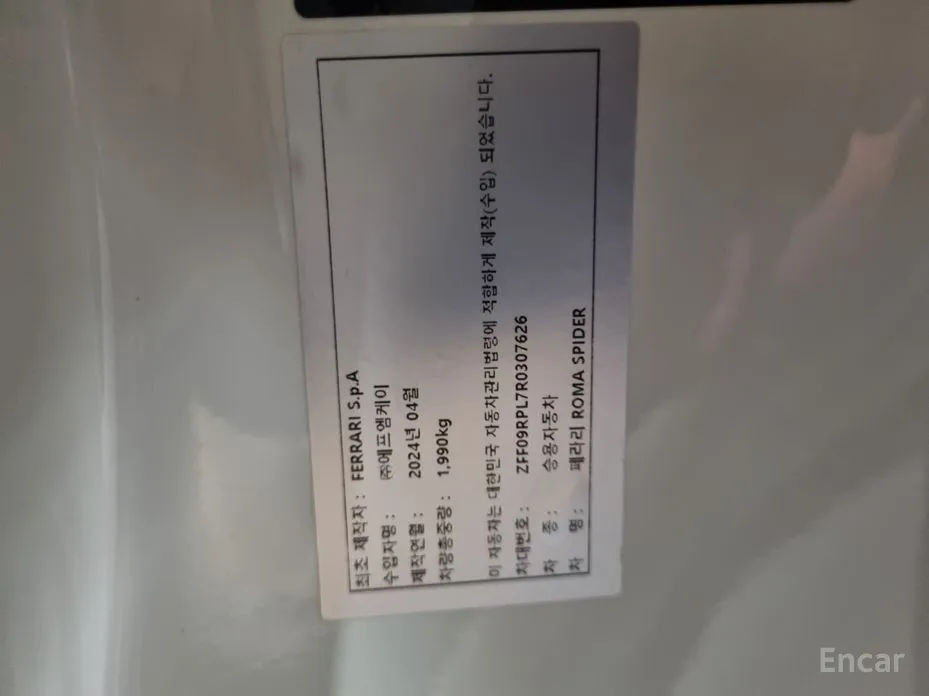 최초 제작자 : FERRARI S.p.A
수입자명 : ㈜에프엠케이
제작연월 : 2024년 04월
차량총중량 : 1,990kg
이 자동차는 대한민국 자동차관리법령에 적합하게 제작(수입) 되었습니다.
차대번호 : ZFF09RPL7R0307626
차 종 : 승용자동차
차 명 : 페라리 ROMA SPIDER
Encar